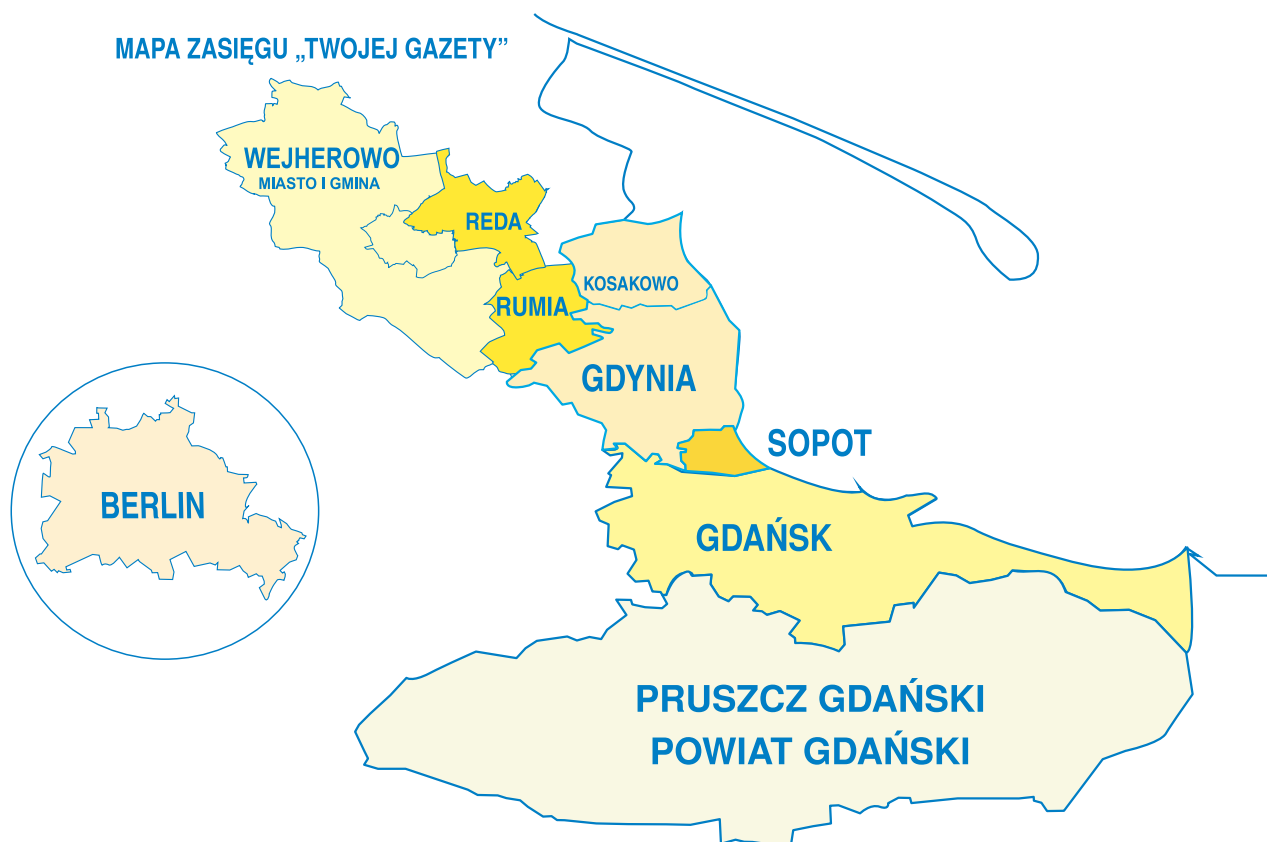 MAPA ZASIĘGU „TWOJEJ GAZETY”
WEJHEROWO
MIASTO I GMINA
REDA
KOSAKOWO
RUMIA
GDYNIA
SOPOT
BERLIN
GDAŃSK
PRUSZCZ GDAŃSKI
POWIAT GDAŃSKI